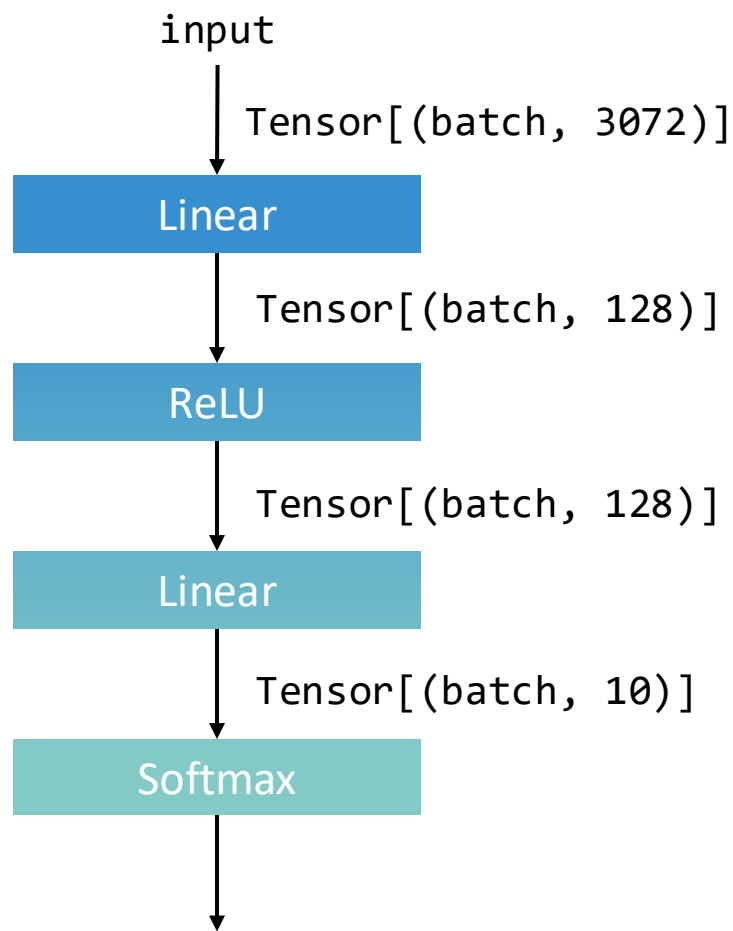 input
Tensor[(batch, 3072)]
Linear
Tensor[(batch, 128)]
ReLU
Tensor[(batch, 128)]
Linear
Tensor[(batch, 10)]
Softmax